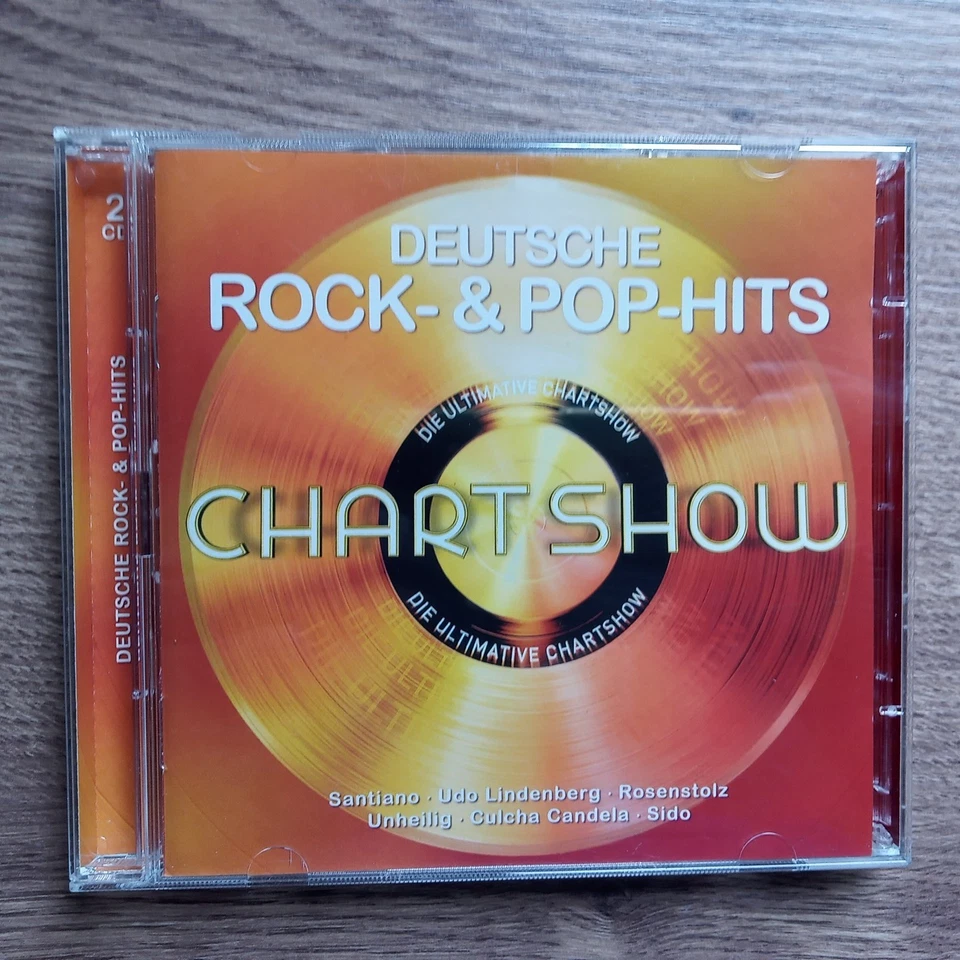 DEUTSCHE
ROCK- & POP-HITS
DIE ULTIMATIVE CHARTSHOW
CHARTSHOW
DIE ULTIMATIVE CHARTSHOW
Santiano · Udo Lindenberg · Rosenstolz
Unheilig · Culcha Candela · Sido
2
CD
DEUTSCHE ROCK- & POP-HITS